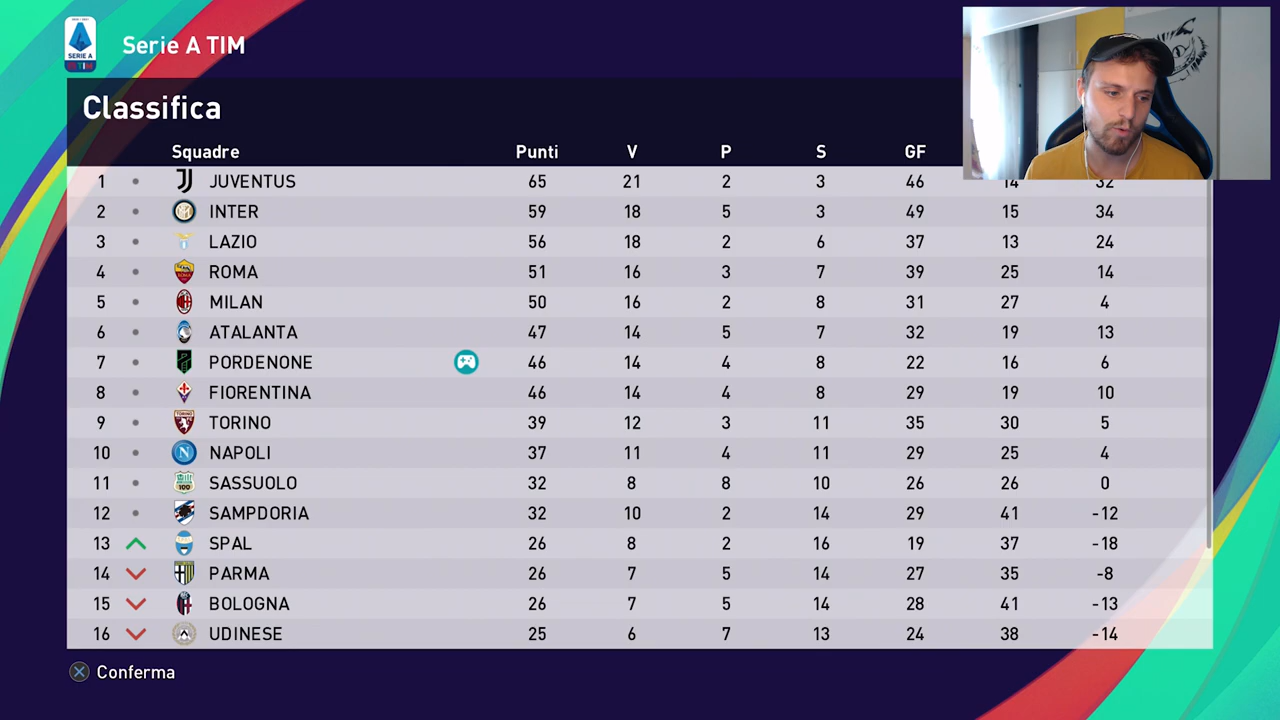 Serie A TIM
SERIE A
TIM
Classifica
Squadre Punti V P S GF
1 JUVENTUS 65 21 2 3 46 14 32
2 INTER 59 18 5 3 49 15 34
3 LAZIO 56 18 2 6 37 13 24
4 ROMA 51 16 3 7 39 25 14
5 MILAN 50 16 2 8 31 27 4
6 ATALANTA 47 14 5 7 32 19 13
7 PORDENONE 46 14 4 8 22 16 6
8 FIORENTINA 46 14 4 8 29 19 10
9 TORINO 39 12 3 11 35 30 5
10 NAPOLI 37 11 4 11 29 25 4
11 SASSUOLO 32 8 8 10 26 26 0
12 SAMPDORIA 32 10 2 14 29 41 -12
13 SPAL 26 8 2 16 19 37 -18
14 PARMA 26 7 5 14 27 35 -8
15 BOLOGNA 26 7 5 14 28 41 -13
16 UDINESE 25 6 7 13 24 38 -14
Conferma